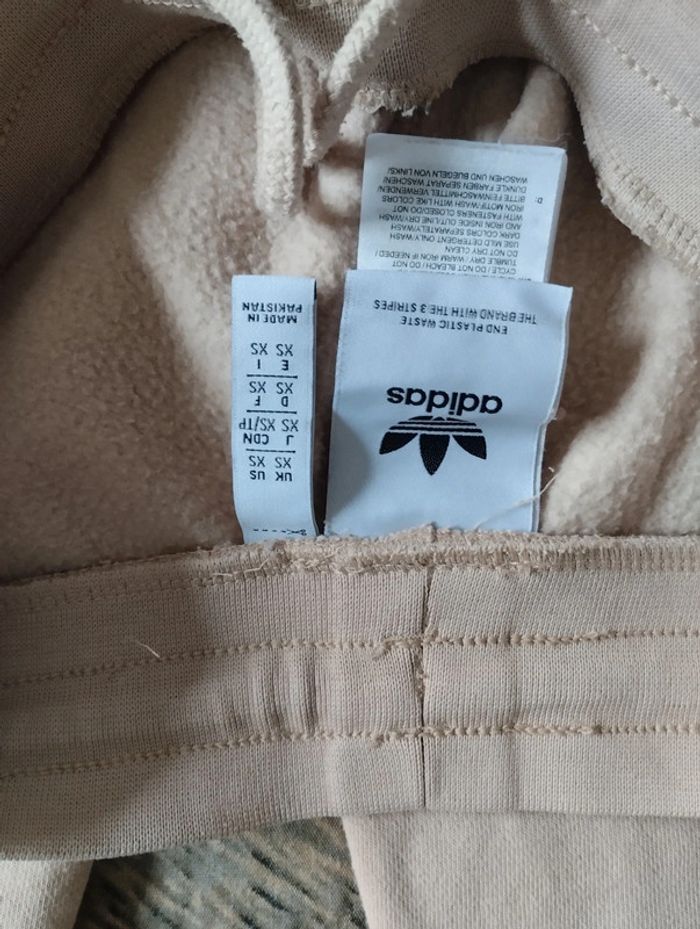 adidas
END PLASTIC WASTE
THE BRAND WITH THE 3 STRIPES
UK US
XS XS
J CDN
XS XS/TP
D F
XS XS
E I
XS XS
MADE IN
PAKISTAN
CYCLE / DO NOT BLEACH / DO NOT
TUMBLE DRY / WARM IRON IF NEEDED /
DO NOT DRY CLEAN
USE MILD DETERGENT ONLY/WASH
DARK COLORS SEPARATELY/WASH
AND IRON INSIDE OUT/LINE DRY/WASH
WITH FASTENERS CLOSED/DO NOT
IRON MOTIF/WASH WITH LIKE COLORS
D: BITTE FEINWASCHMITTEL VERWENDEN/
DUNKLE FARBEN SEPARAT WASCHEN/
WASCHEN UND BUEGELN VON LINKS/